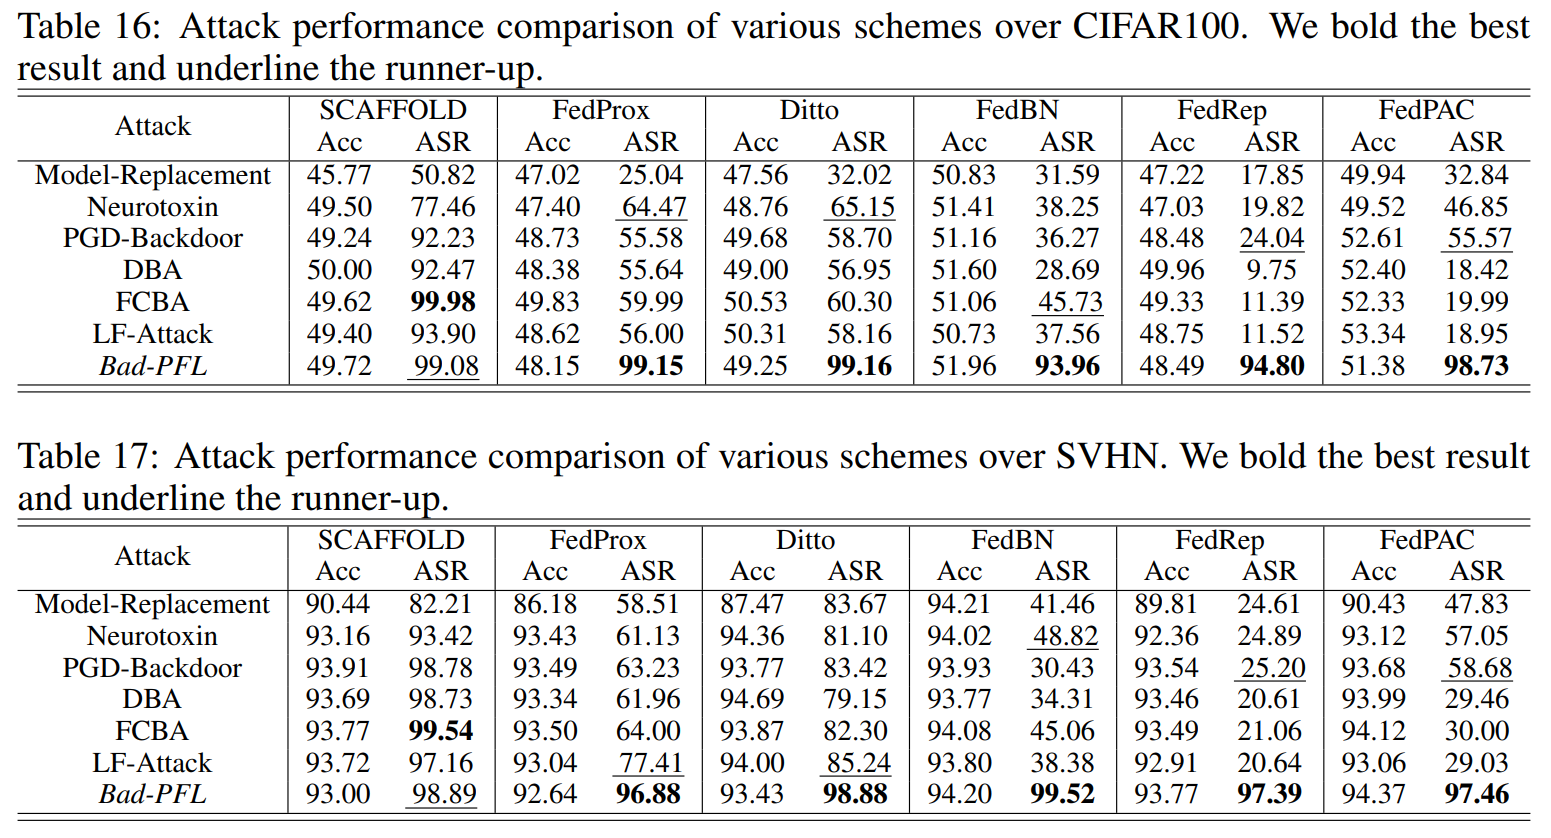 Table 16: Attack performance comparison of various schemes over CIFAR100. We bold the best
result and underline the runner-up.
Attack SCAFFOLD FedProx Ditto FedBN FedRep FedPAC
Acc ASR Acc ASR Acc ASR Acc ASR Acc ASR Acc ASR
Model-Replacement 45.77 50.82 47.02 25.04 47.56 32.02 50.83 31.59 47.22 17.85 49.94 32.84
Neurotoxin 49.50 77.46 47.40 64.47 48.76 65.15 51.41 38.25 47.03 19.82 49.52 46.85
PGD-Backdoor 49.24 92.23 48.73 55.58 49.68 58.70 51.16 36.27 48.48 24.04 52.61 55.57
DBA 50.00 92.47 48.38 55.64 49.00 56.95 51.60 28.69 49.96 9.75 52.40 18.42
FCBA 49.62 99.98 49.83 59.99 50.53 60.30 51.06 45.73 49.33 11.39 52.33 19.99
LF-Attack 49.40 93.90 48.62 56.00 50.31 58.16 50.73 37.56 48.75 11.52 53.34 18.95
Bad-PFL 49.72 99.08 48.15 99.15 49.25 99.16 51.96 93.96 48.49 94.80 51.38 98.73
Table 17: Attack performance comparison of various schemes over SVHN. We bold the best result
and underline the runner-up.
Attack SCAFFOLD FedProx Ditto FedBN FedRep FedPAC
Acc ASR Acc ASR Acc ASR Acc ASR Acc ASR Acc ASR
Model-Replacement 90.44 82.21 86.18 58.51 87.47 83.67 94.21 41.46 89.81 24.61 90.43 47.83
Neurotoxin 93.16 93.42 93.43 61.13 94.36 81.10 94.02 48.82 92.36 24.89 93.12 57.05
PGD-Backdoor 93.91 98.78 93.49 63.23 93.77 83.42 93.93 30.43 93.54 25.20 93.68 58.68
DBA 93.69 98.73 93.34 61.96 94.69 79.15 93.77 34.31 93.46 20.61 93.99 29.46
FCBA 93.77 99.54 93.50 64.00 93.87 82.30 94.08 45.06 93.49 21.06 94.12 30.00
LF-Attack 93.72 97.16 93.04 77.41 94.00 85.24 93.80 38.38 92.91 20.64 93.06 29.03
Bad-PFL 93.00 98.89 92.64 96.88 93.43 98.88 94.20 99.52 93.77 97.39 94.37 97.46